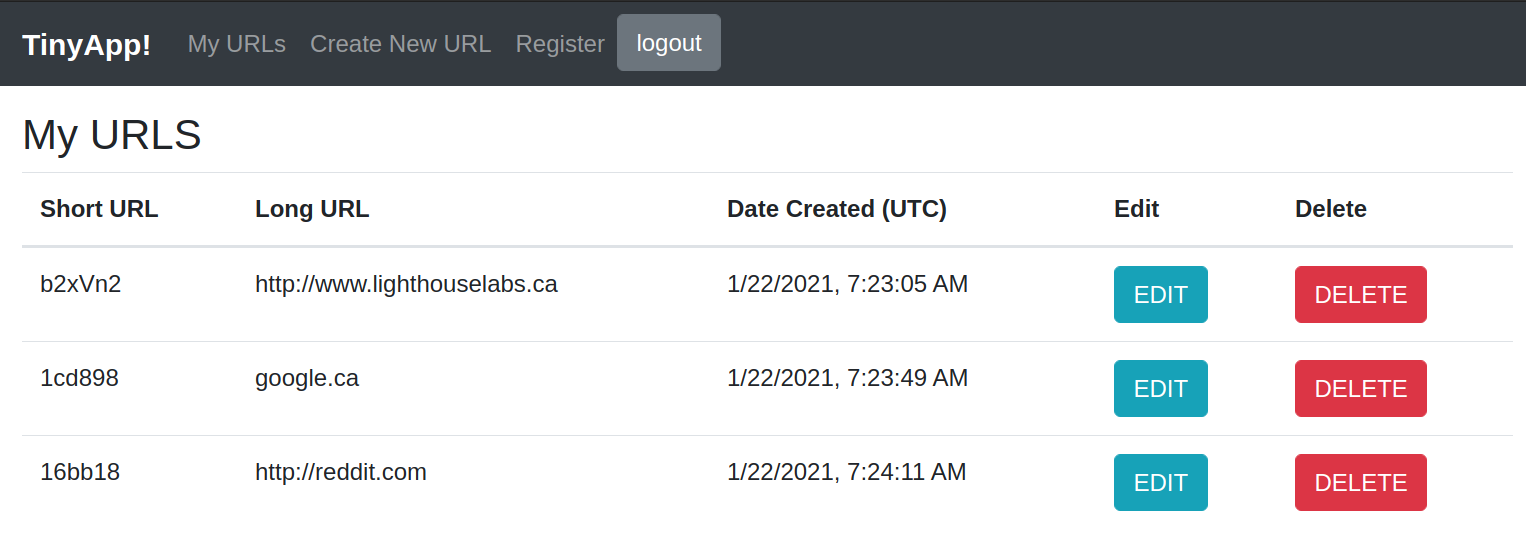 TinyApp! My URLs Create New URL Register logout
My URLS
Short URL Long URL Date Created (UTC) Edit Delete
b2xVn2 http://www.lighthouselabs.ca 1/22/2021, 7:23:05 AM EDIT DELETE
1cd898 google.ca 1/22/2021, 7:23:49 AM EDIT DELETE
16bb18 http://reddit.com 1/22/2021, 7:24:11 AM EDIT DELETE